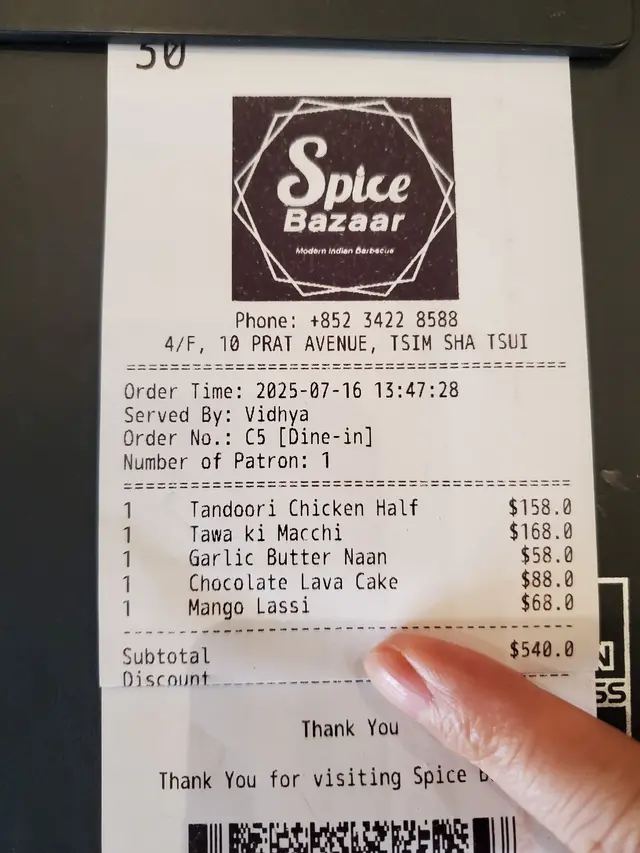 50
Spice
Bazaar
Modern Indian Barbecue
Phone: +852 3422 8588
4/F, 10 PRAT AVENUE, TSIM SHA TSUI
========================================
Order Time: 2025-07-16 13:47:28
Served By: Vidhya
Order No.: C5 [Dine-in]
Number of Patron: 1
========================================
1 Tandoori Chicken Half $158.0
1 Tawa ki Macchi $168.0
1 Garlic Butter Naan $58.0
1 Chocolate Lava Cake $88.0
1 Mango Lassi $68.0
----------------------------------------
Subtotal $540.0
Discount
Thank You
Thank You for visiting Spice